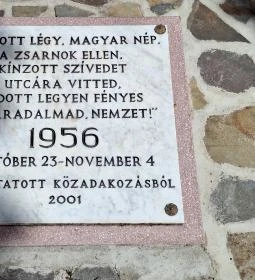 OTT LÉGY, MAGYAR NÉP,
A ZSARNOK ELLEN,
KÍNZOTT SZÍVEDET
UTCÁRA VITTED,
DOTT LEGYEN FÉNYES
RADALMAD, NEMZET!"
1956
TÓBER 23-NOVEMBER 4
TATOTT KÖZADAKOZÁSBÓL
2001